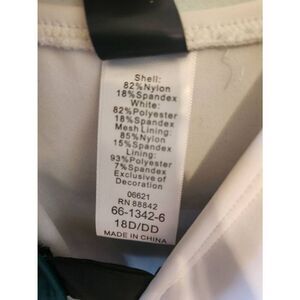 Shell:
82%Nylon
18%Spandex
White:
82%Polyester
18%Spandex
Mesh Lining:
85%Nylon
15%Spandex
Lining:
93%Polyester
7%Spandex
Exclusive of
Decoration
06621
RN 88842
66-1342-6
18D/DD
MADE IN CHINA